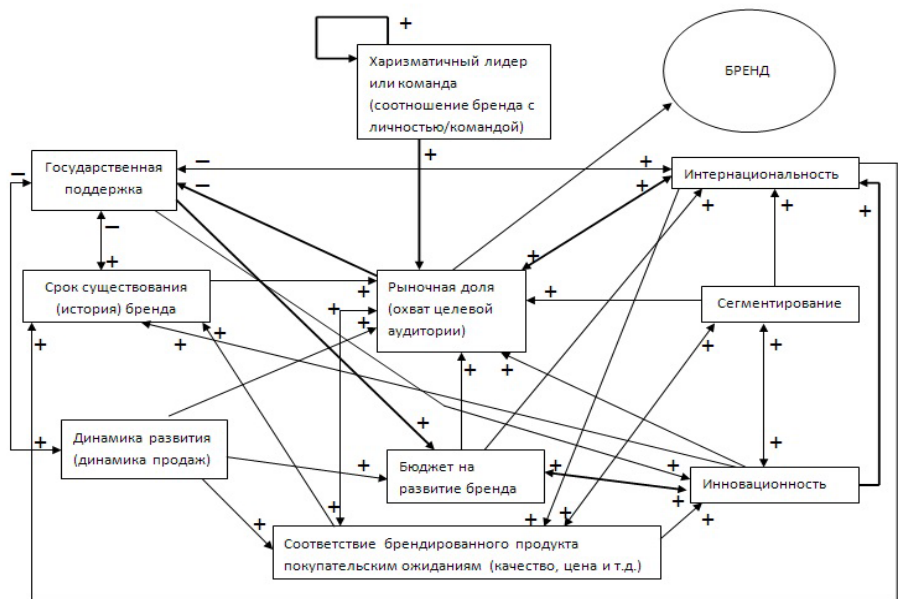 Харизматичный лидер
или команда
(соотношение бренда с
личностью/командой)
БРЕНД
Государственная
поддержка
Интернациональность
Срок существования
(история) бренда
Рыночная доля
(охват целевой
аудитории)
Сегментирование
Динамика развития
(динамика продаж)
Бюджет на
развитие бренда
Инновационность
Соответствие брендированного продукта
покупательским ожиданиям (качество, цена и т.д.)